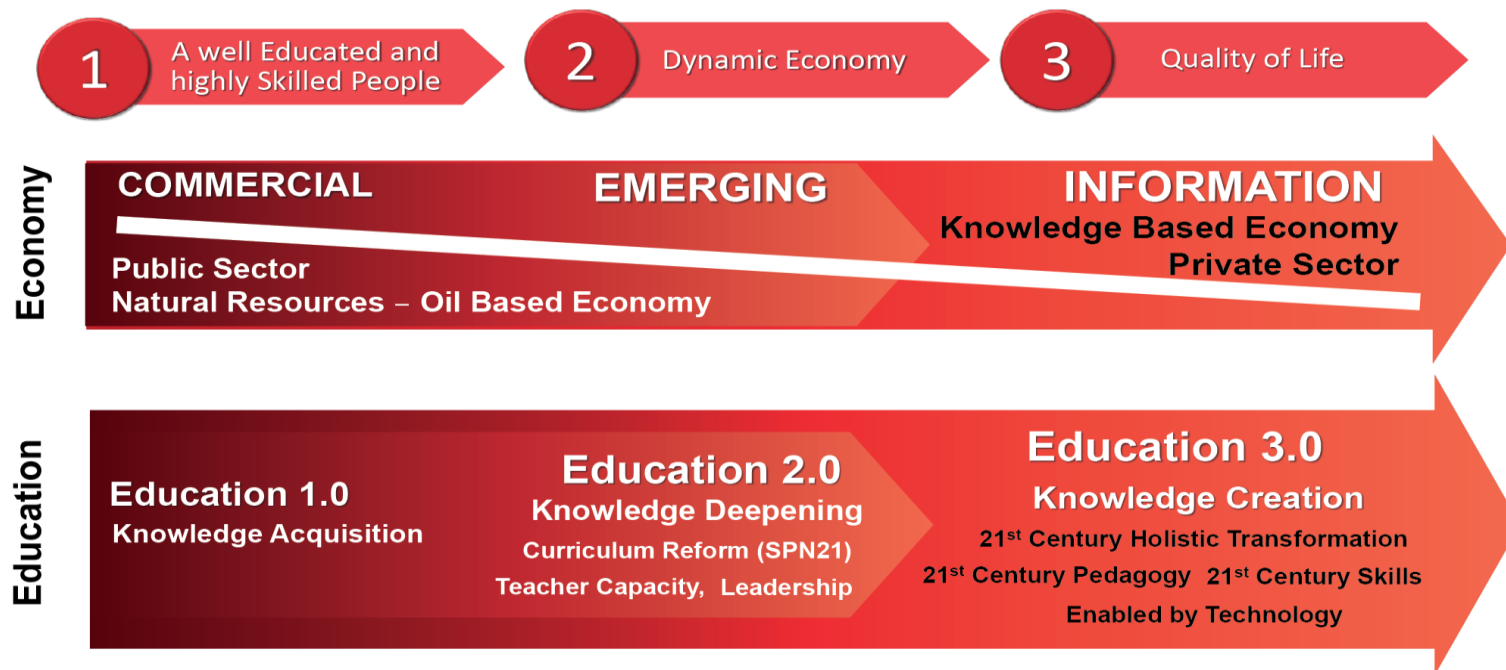 1
A well Educated and
highly Skilled People
2
Dynamic Economy
3
Quality of Life
Economy
COMMERCIAL
EMERGING
INFORMATION
Knowledge Based Economy
Private Sector
Public Sector
Natural Resources – Oil Based Economy
Education
Education 1.0
Knowledge Acquisition
Education 2.0
Knowledge Deepening
Curriculum Reform (SPN21)
Teacher Capacity, Leadership
Education 3.0
Knowledge Creation
21st Century Holistic Transformation
21st Century Pedagogy 21st Century Skills
Enabled by Technology